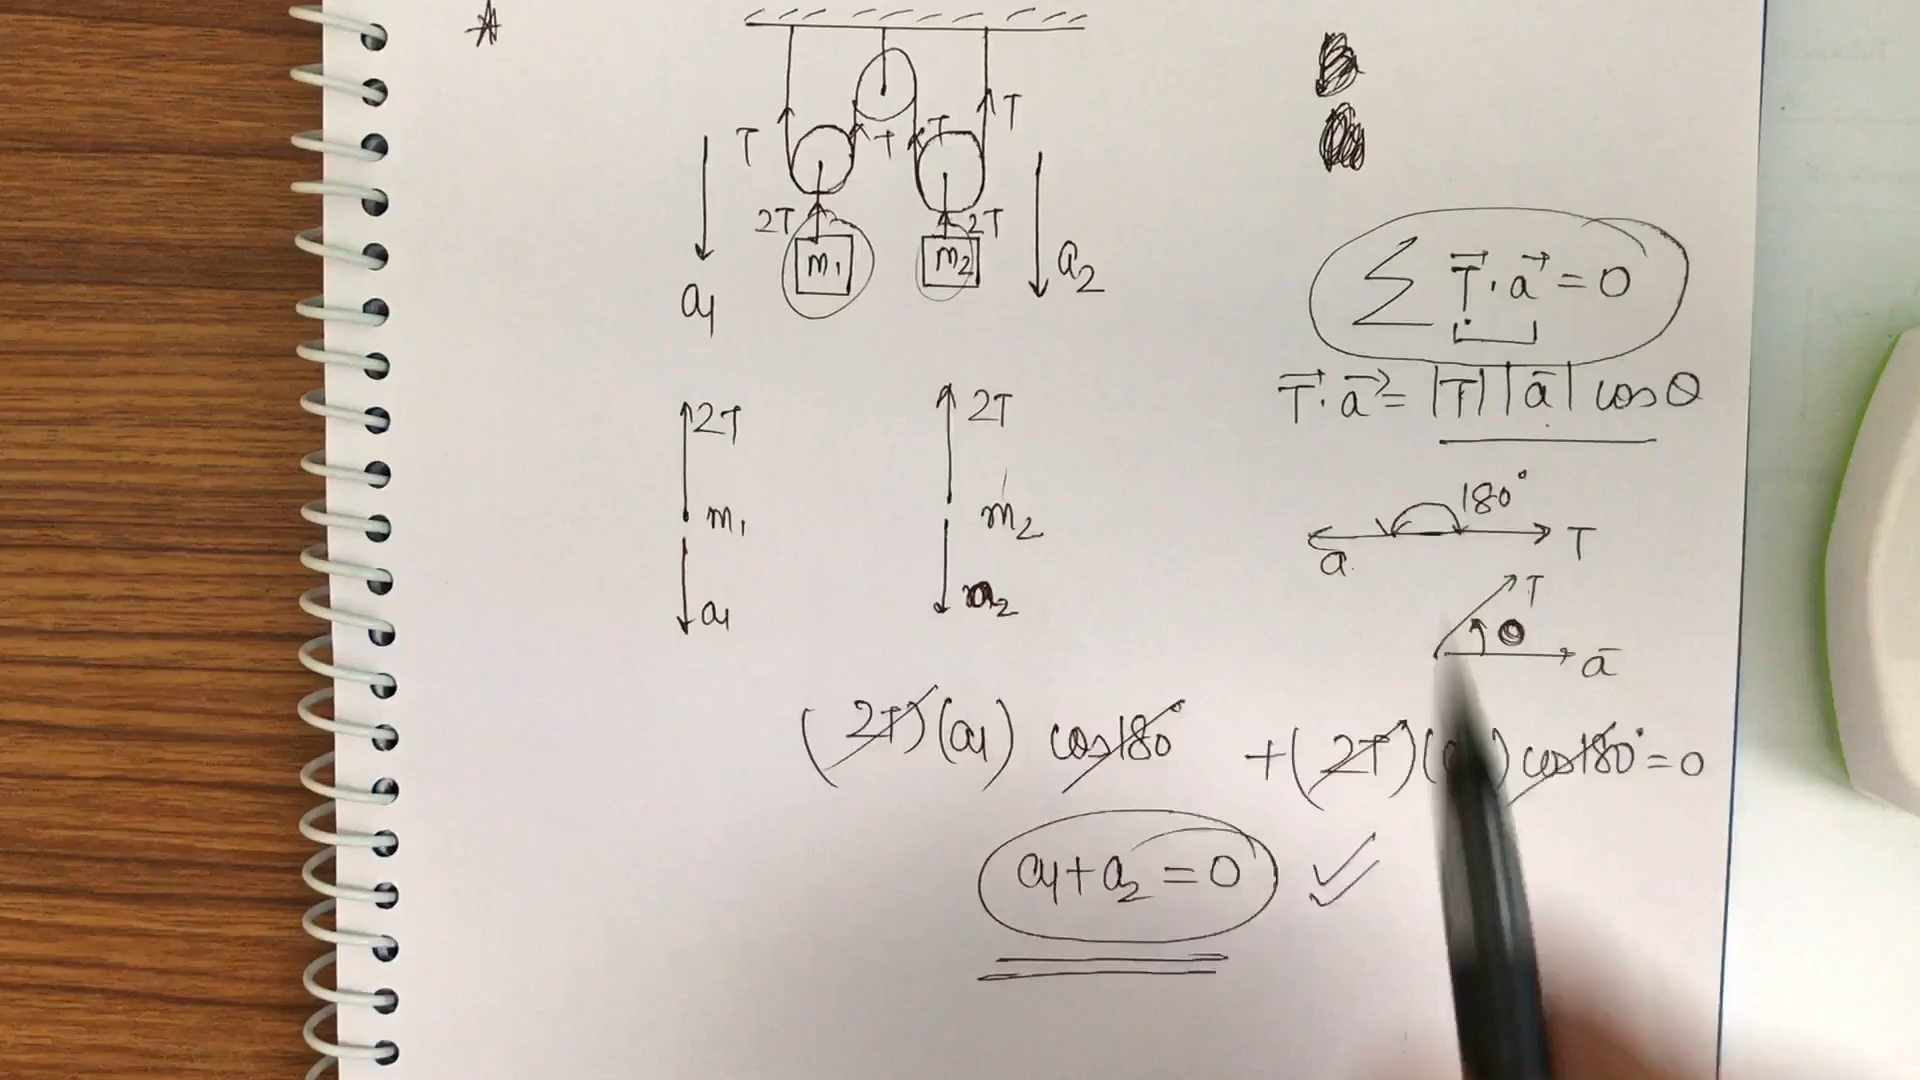 T
T
T
T
2T
2T
m₁
m₂
a₁
a₂
∑ T⃗·a⃗ = 0
T⃗·a⃗ = |T| |ā| cos θ
2T
2T
m₁
m₂
a₁
a₂
180°
a
T
T
θ
ā
(2T)(a₁) cos180° + (2T)( ) cos180° = 0
a₁ + a₂ = 0